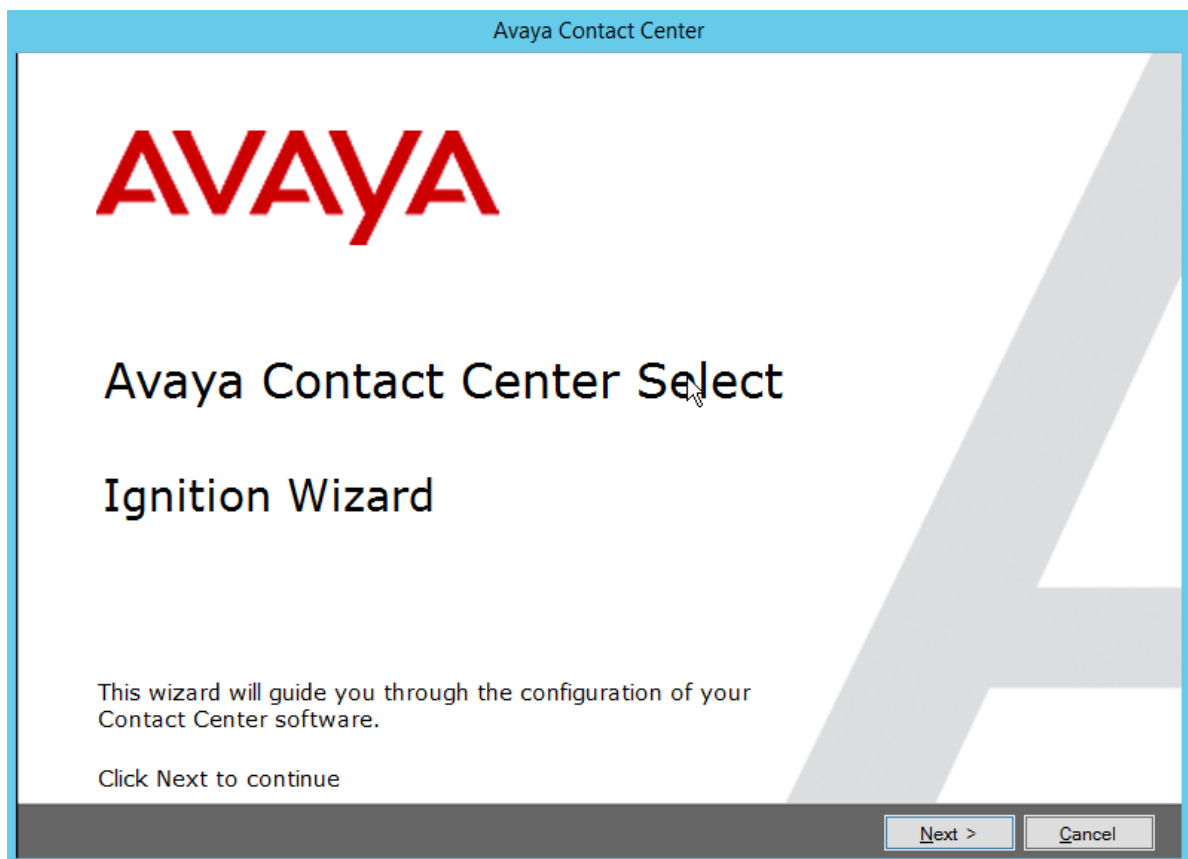 Avaya Contact Center
AVAYA
Avaya Contact Center Select
Ignition Wizard
This wizard will guide you through the configuration of your
Contact Center software.
Click Next to continue
Next >
Cancel